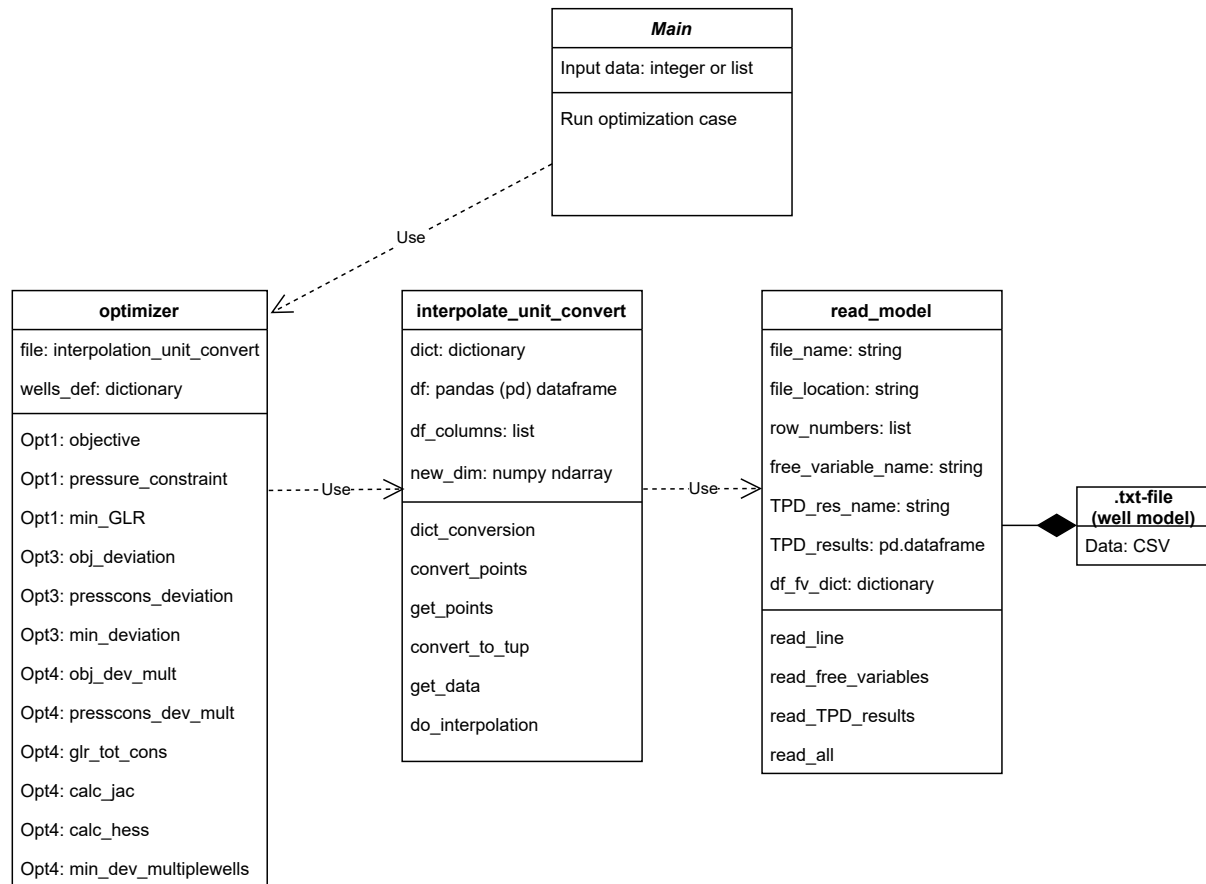 Main
Input data: integer or list
Run optimization case
Use
optimizer
file: interpolation_unit_convert
wells_def: dictionary
Opt1: objective
Opt1: pressure_constraint
Opt1: min_GLR
Opt3: obj_deviation
Opt3: presscons_deviation
Opt3: min_deviation
Opt4: obj_dev_mult
Opt4: presscons_dev_mult
Opt4: glr_tot_cons
Opt4: calc_jac
Opt4: calc_hess
Opt4: min_dev_multiplewells
Use
interpolate_unit_convert
dict: dictionary
df: pandas (pd) dataframe
df_columns: list
new_dim: numpy ndarray
dict_conversion
convert_points
get_points
convert_to_tup
get_data
do_interpolation
Use
read_model
file_name: string
file_location: string
row_numbers: list
free_variable_name: string
TPD_res_name: string
TPD_results: pd.dataframe
df_fv_dict: dictionary
read_line
read_free_variables
read_TPD_results
read_all
.txt-file
(well model)
Data: CSV